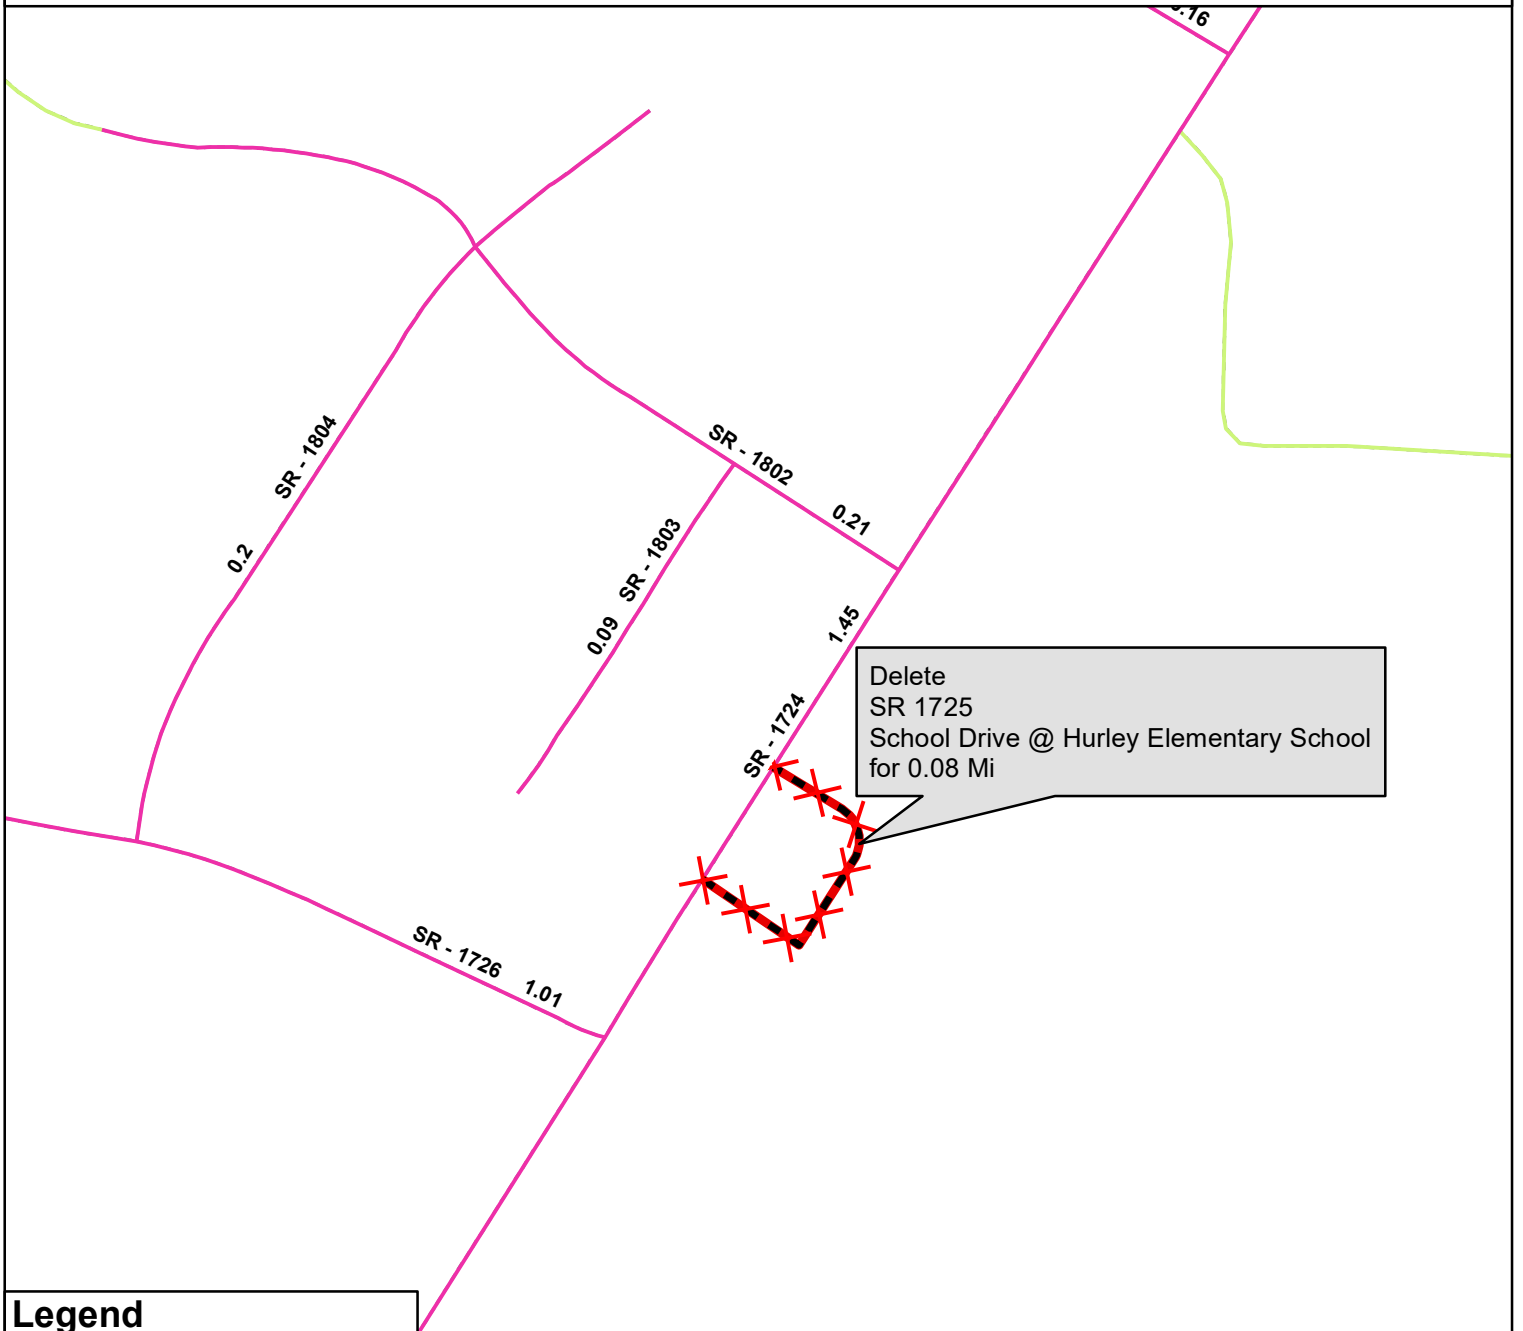 SR - 1804
0.2
SR - 1802
0.21
SR - 1803
0.09
1.45
SR - 1724
Delete
SR 1725
School Drive @ Hurley Elementary School
for 0.08 Mi
SR - 1726
1.01
Legend